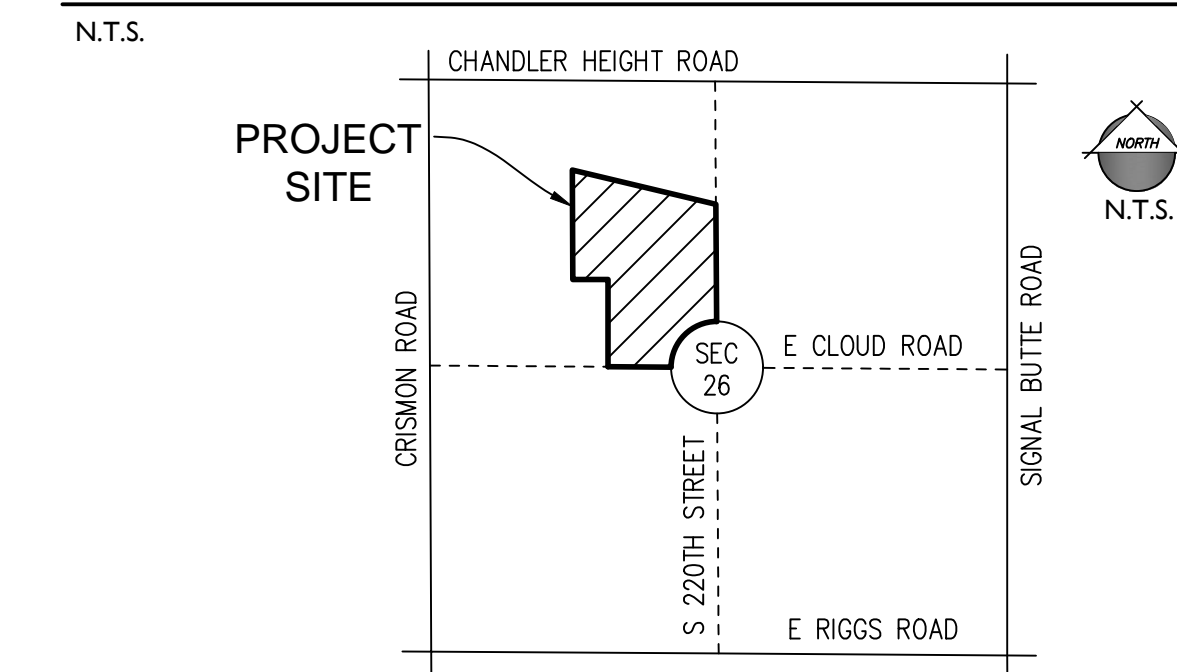 N.T.S.
CHANDLER HEIGHT ROAD
PROJECT
SITE
NORTH
N.T.S.
CRISMON ROAD
SEC
26
E CLOUD ROAD
SIGNAL BUTTE ROAD
S 220TH STREET
E RIGGS ROAD